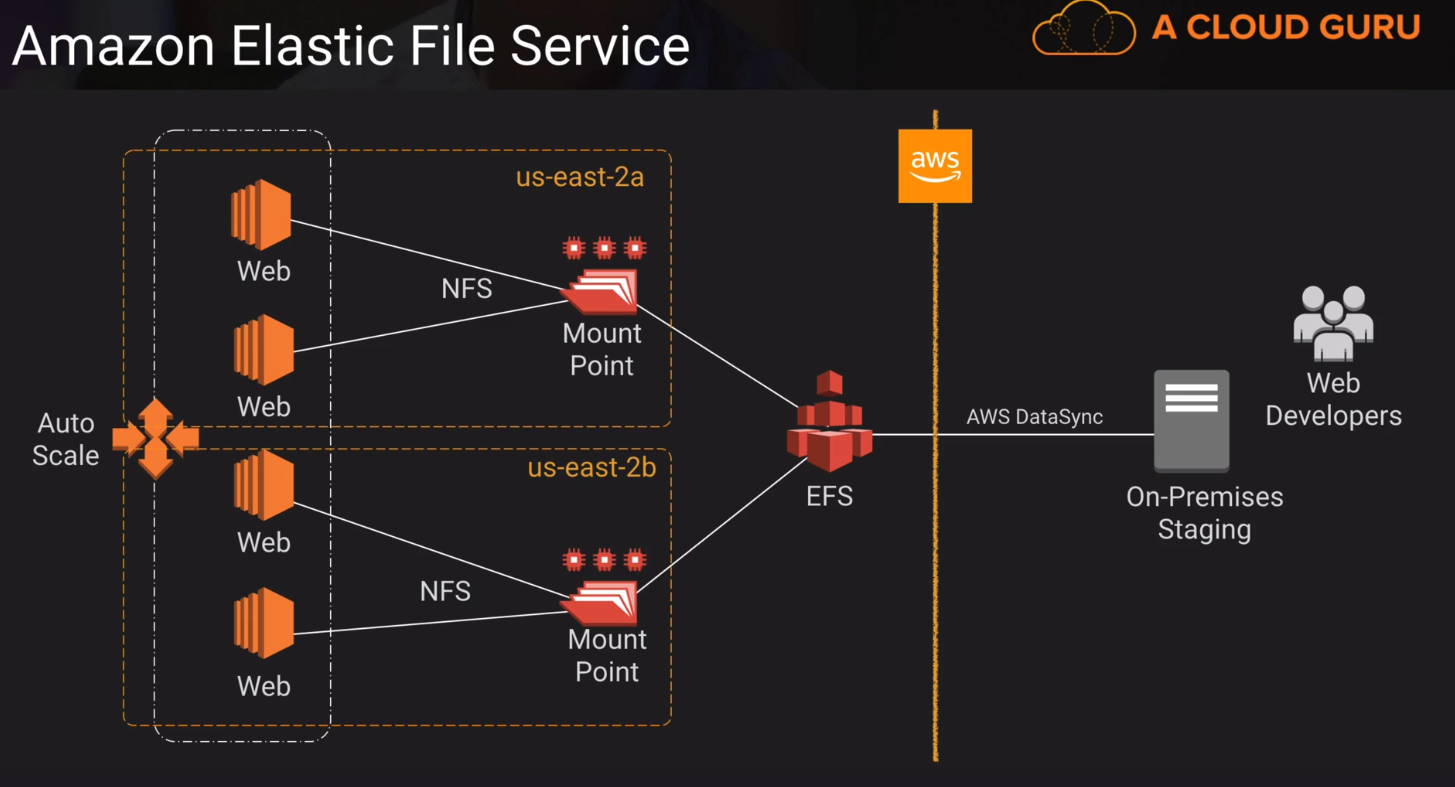 Amazon Elastic File Service
A CLOUD GURU
aws
us-east-2a
Web
NFS
Mount
Point
Web
Auto
Scale
us-east-2b
Web
NFS
Mount
Point
Web
EFS
AWS DataSync
Web
Developers
On-Premises
Staging